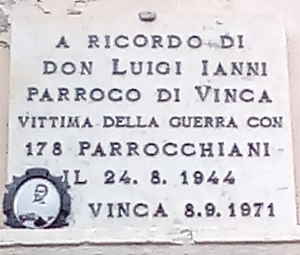 A RICORDO DI
DON LUIGI IANNI
PARROCO DI VINCA
VITTIMA DELLA GUERRA CON
178 PARROCCHIANI
IL 24. 8. 1944
VINCA 8.9.1971